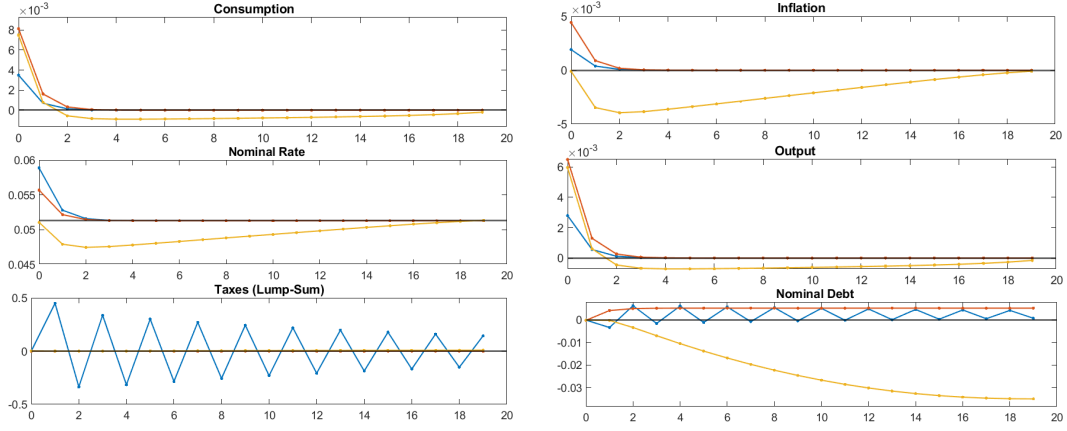 Consumption
×10⁻³
8
6
4
2
0
0 2 4 6 8 10 12 14 16 18 20
Inflation
×10⁻³
5
0
-5
0 2 4 6 8 10 12 14 16 18 20
Nominal Rate
0.06
0.055
0.05
0.045
0 2 4 6 8 10 12 14 16 18 20
Output
×10⁻³
6
4
2
0
0 2 4 6 8 10 12 14 16 18 20
Taxes (Lump-Sum)
0.5
0
-0.5
0 2 4 6 8 10 12 14 16 18 20
Nominal Debt
0
-0.01
-0.02
-0.03
0 2 4 6 8 10 12 14 16 18 20